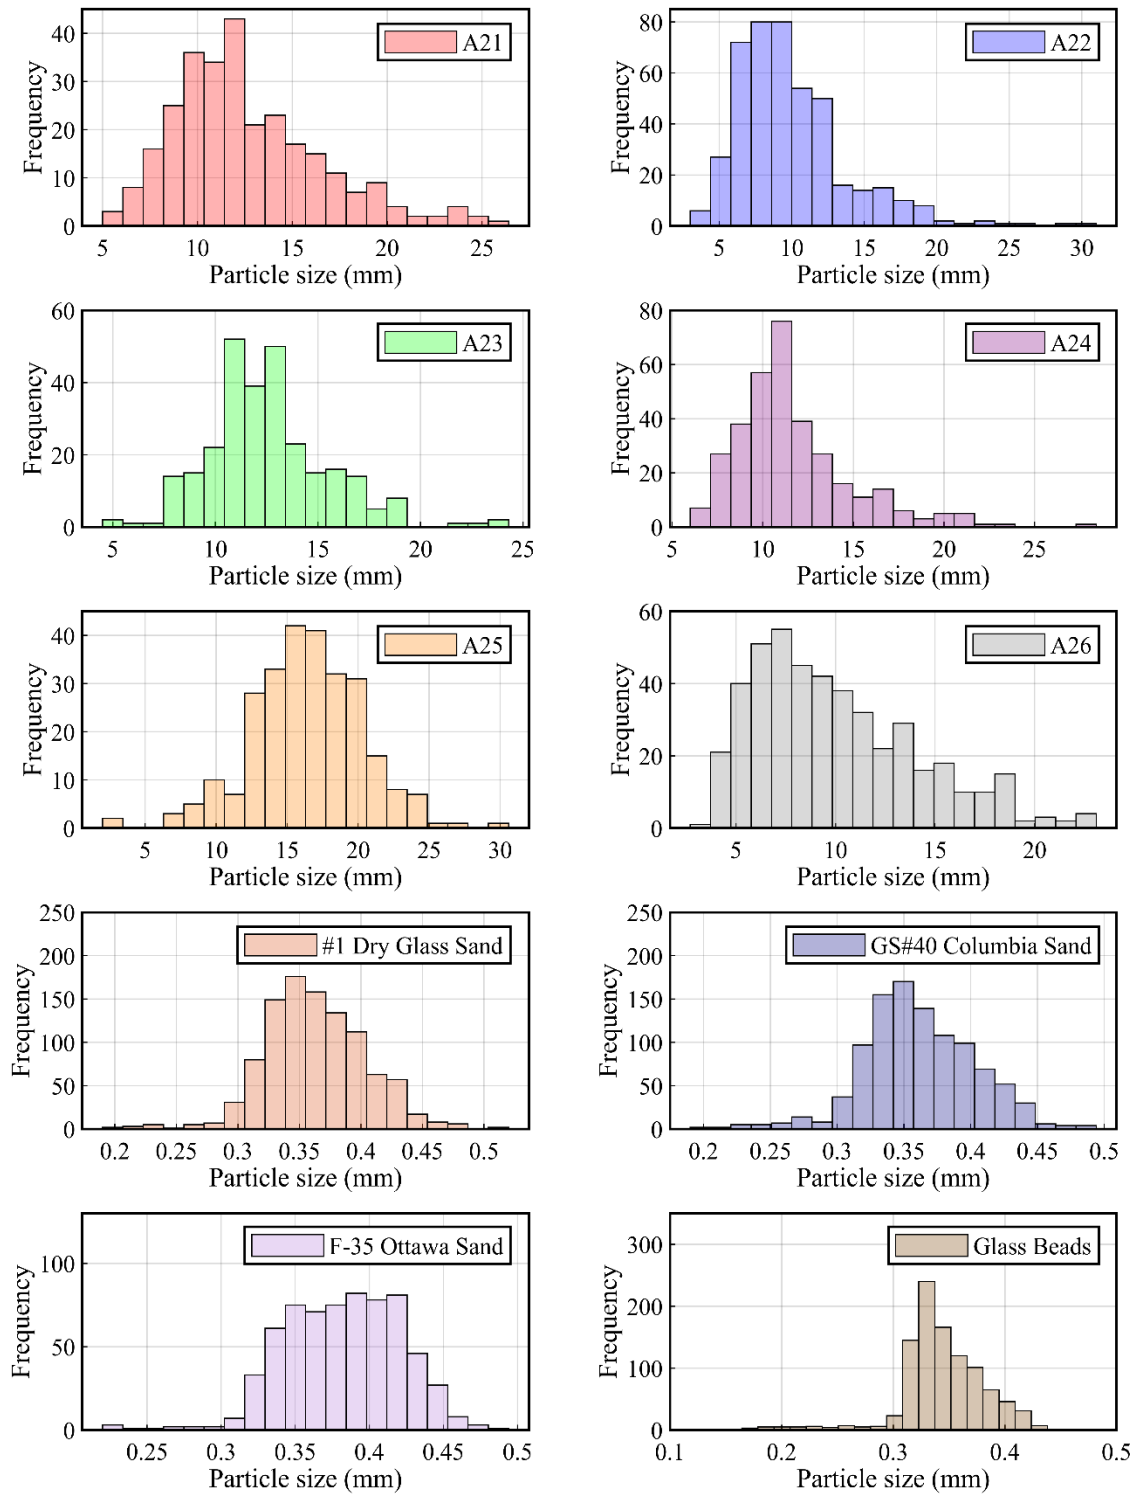 A21
Frequency
40
30
20
10
0
5 10 15 20 25
Particle size (mm)
A22
Frequency
80
60
40
20
0
5 10 15 20 25 30
Particle size (mm)
A23
Frequency
60
40
20
0
5 10 15 20 25
Particle size (mm)
A24
Frequency
80
60
40
20
0
5 10 15 20 25
Particle size (mm)
A25
Frequency
40
30
20
10
0
5 10 15 20 25 30
Particle size (mm)
A26
Frequency
60
40
20
0
5 10 15 20
Particle size (mm)
#1 Dry Glass Sand
Frequency
250
200
150
100
50
0
0.2 0.25 0.3 0.35 0.4 0.45 0.5
Particle size (mm)
GS#40 Columbia Sand
Frequency
250
200
150
100
50
0
0.2 0.25 0.3 0.35 0.4 0.45 0.5
Particle size (mm)
F-35 Ottawa Sand
Frequency
100
50
0
0.25 0.3 0.35 0.4 0.45 0.5
Particle size (mm)
Glass Beads
Frequency
300
200
100
0
0.1 0.2 0.3 0.4 0.5
Particle size (mm)